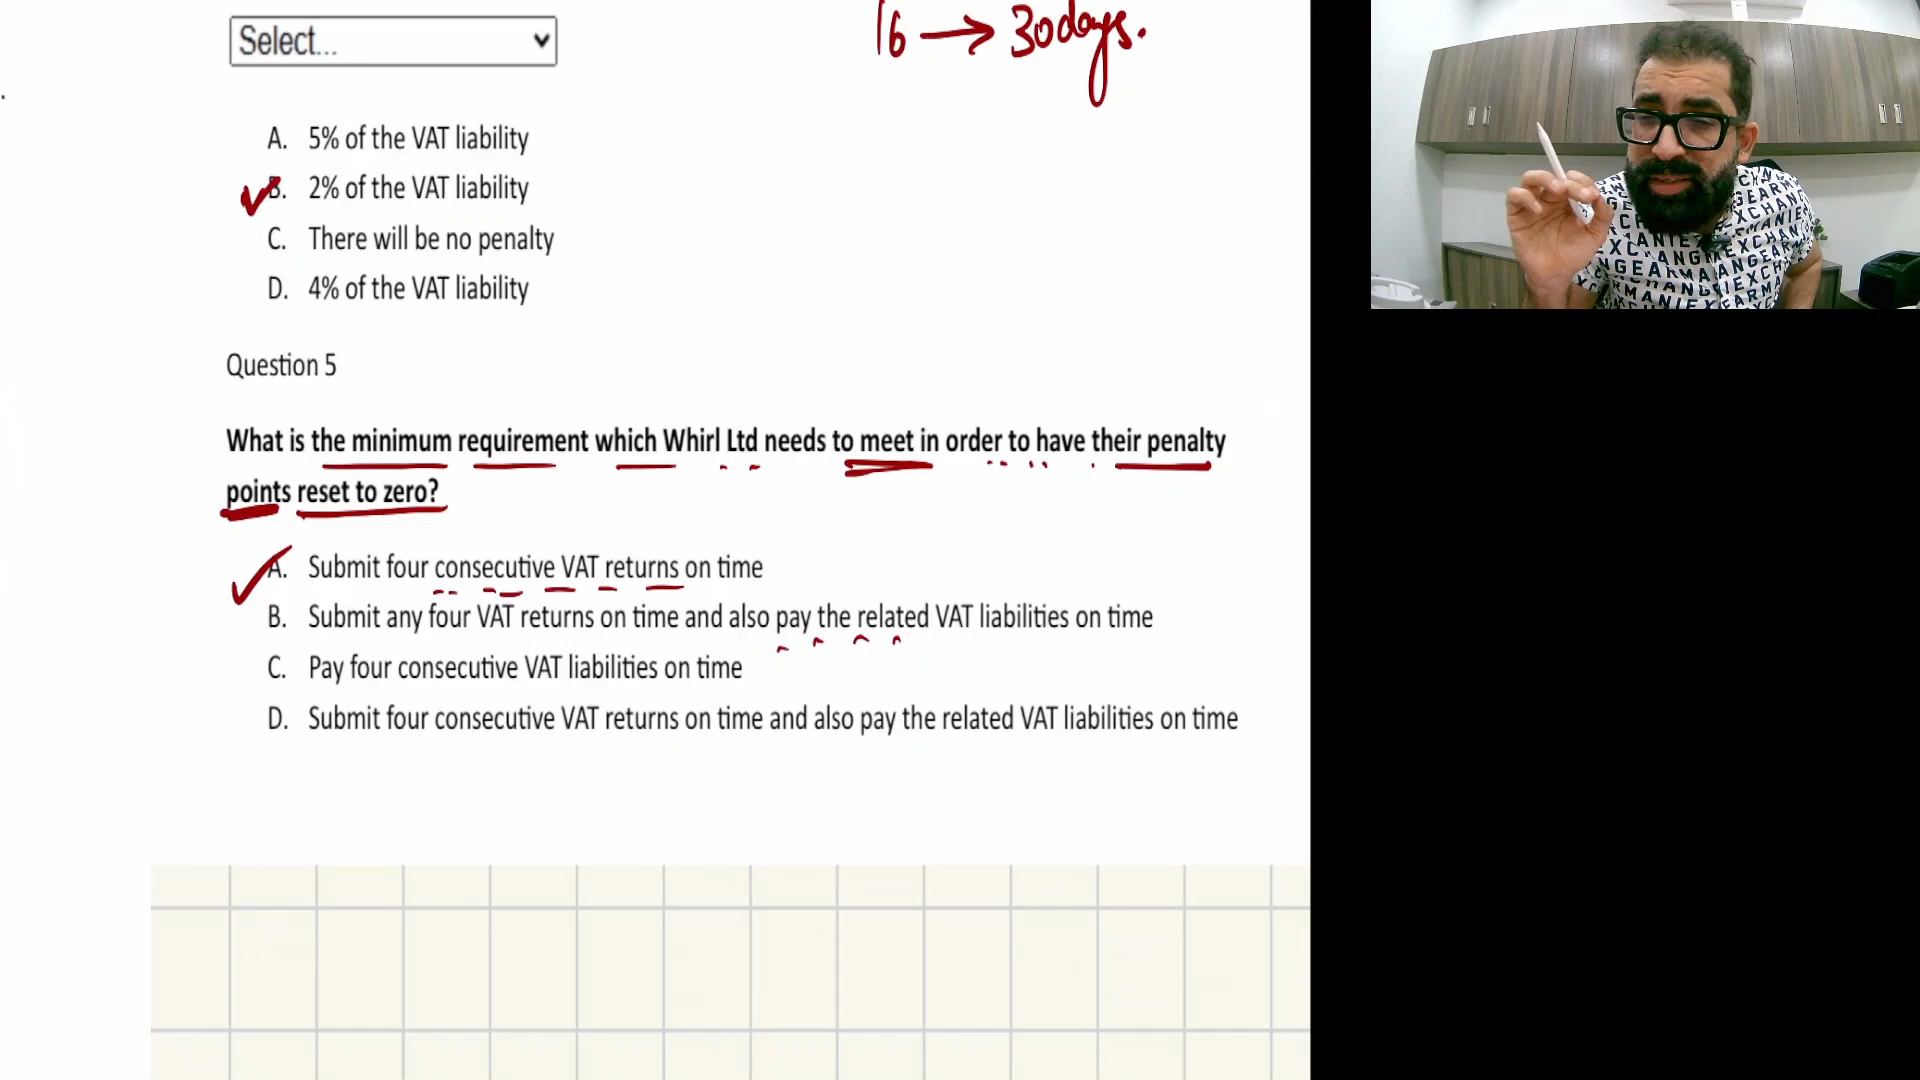 16 → 30 days.
Select...
A. 5% of the VAT liability
B. 2% of the VAT liability
C. There will be no penalty
D. 4% of the VAT liability
Question 5
What is the minimum requirement which Whirl Ltd needs to meet in order to have their penalty
points reset to zero?
A. Submit four consecutive VAT returns on time
B. Submit any four VAT returns on time and also pay the related VAT liabilities on time
C. Pay four consecutive VAT liabilities on time
D. Submit four consecutive VAT returns on time and also pay the related VAT liabilities on time